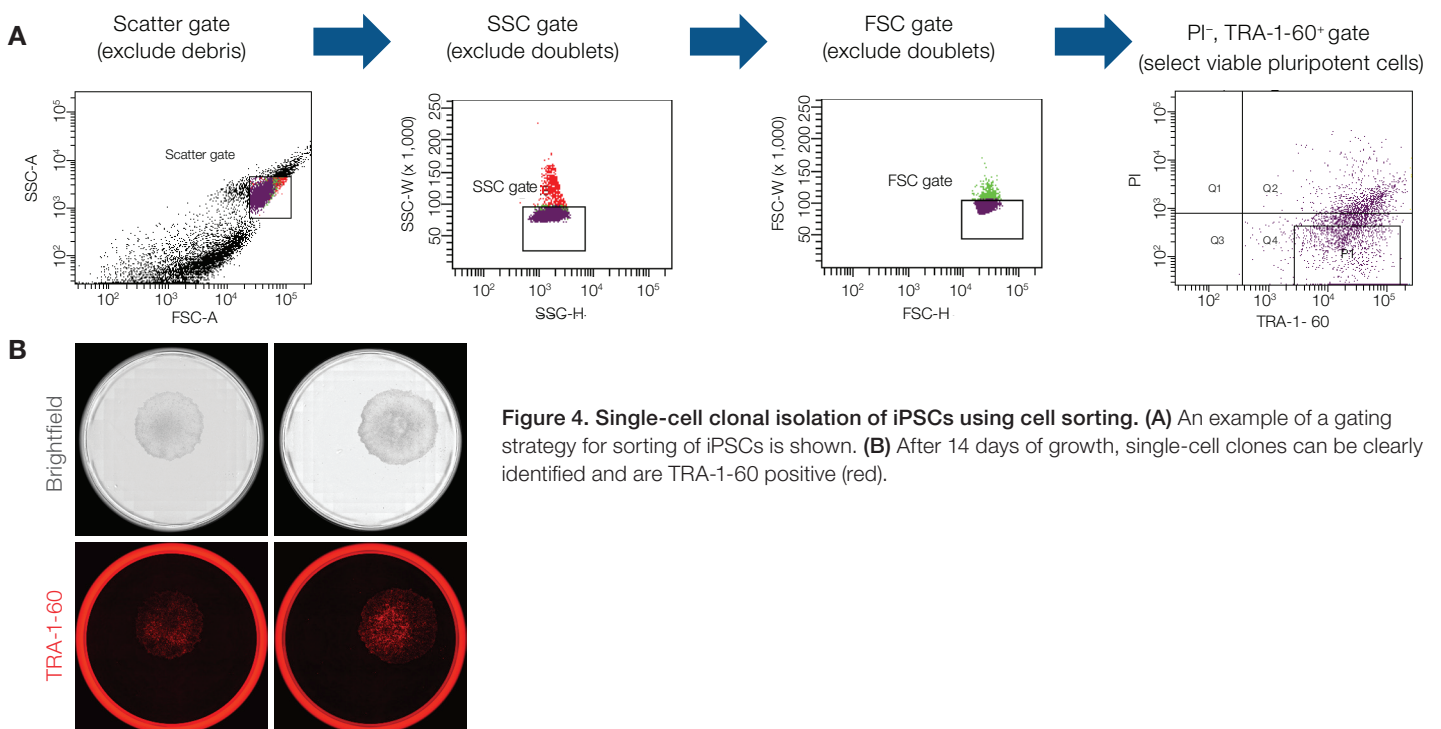 A
Scatter gate
(exclude debris)
SSC gate
(exclude doublets)
FSC gate
(exclude doublets)
PI⁻, TRA-1-60⁺ gate
(select viable pluripotent cells)
SSC-A
10⁵
10⁴
10³
10²
Scatter gate
10² 10³ 10⁴ 10⁵
FSC-A
SSC-W (x 1,000)
250
200
150
100
50
SSC gate
10² 10³ 10⁴ 10⁵
SSC-H
FSC-W (x 1,000)
250
200
150
100
50
FSC gate
10² 10³ 10⁴ 10⁵
FSC-H
PI
10⁵
10⁴
10³
10²
Q1 Q2
Q3 Q4
P1
10² 10³ 10⁴ 10⁵
TRA-1- 60
B
Brightfield
TRA-1-60
Figure 4. Single-cell clonal isolation of iPSCs using cell sorting. (A) An example of a gating
strategy for sorting of iPSCs is shown. (B) After 14 days of growth, single-cell clones can be clearly
identified and are TRA-1-60 positive (red).